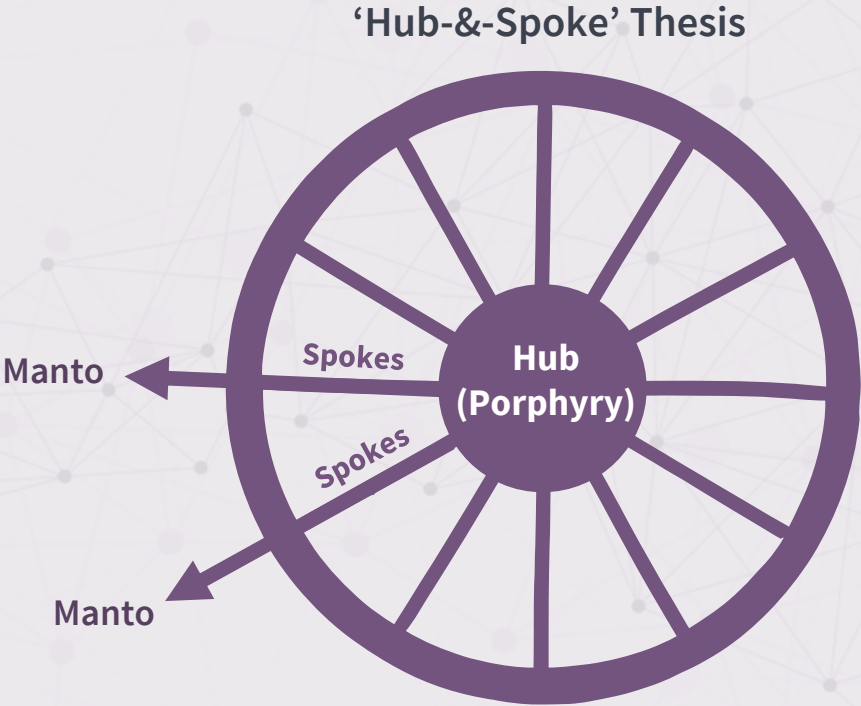 ‘Hub-&-Spoke’ Thesis
Spokes
Manto
Hub
(Porphyry)
Spokes
Manto